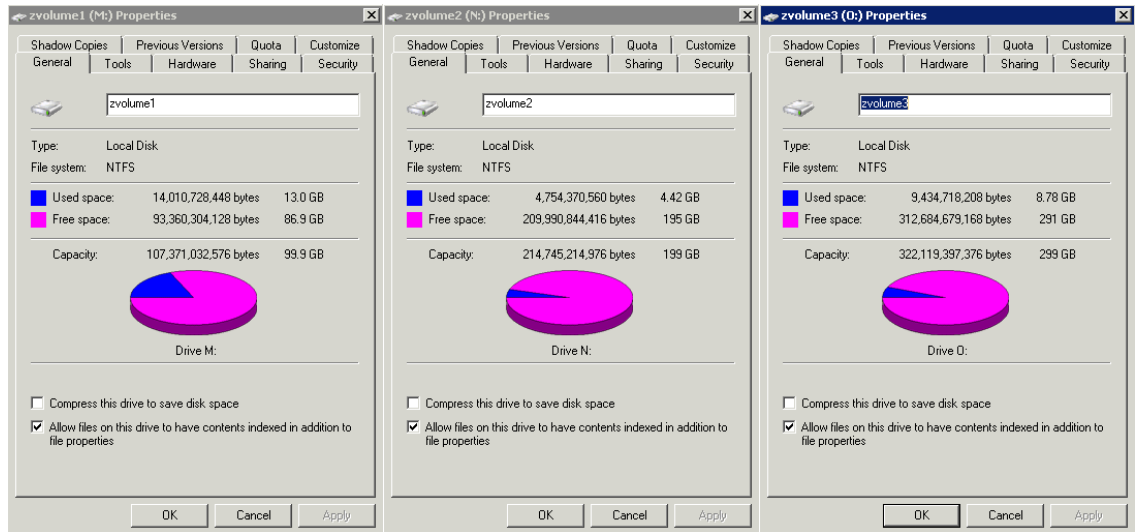 zvolume1 (M:) Properties
Shadow Copies Previous Versions Quota Customize
General Tools Hardware Sharing Security
zvolume1
Type: Local Disk
File system: NTFS
Used space: 14,010,728,448 bytes 13.0 GB
Free space: 93,360,304,128 bytes 86.9 GB
Capacity: 107,371,032,576 bytes 99.9 GB
Drive M:
Compress this drive to save disk space
Allow files on this drive to have contents indexed in addition to
file properties
OK Cancel Apply
zvolume2 (N:) Properties
Shadow Copies Previous Versions Quota Customize
General Tools Hardware Sharing Security
zvolume2
Type: Local Disk
File system: NTFS
Used space: 4,754,370,560 bytes 4.42 GB
Free space: 209,990,844,416 bytes 195 GB
Capacity: 214,745,214,976 bytes 199 GB
Drive N:
Compress this drive to save disk space
Allow files on this drive to have contents indexed in addition to
file properties
OK Cancel Apply
zvolume3 (O:) Properties
Shadow Copies Previous Versions Quota Customize
General Tools Hardware Sharing Security
zvolume3
Type: Local Disk
File system: NTFS
Used space: 9,434,718,208 bytes 8.78 GB
Free space: 312,684,679,168 bytes 291 GB
Capacity: 322,119,397,376 bytes 299 GB
Drive O:
Compress this drive to save disk space
Allow files on this drive to have contents indexed in addition to
file properties
OK Cancel Apply